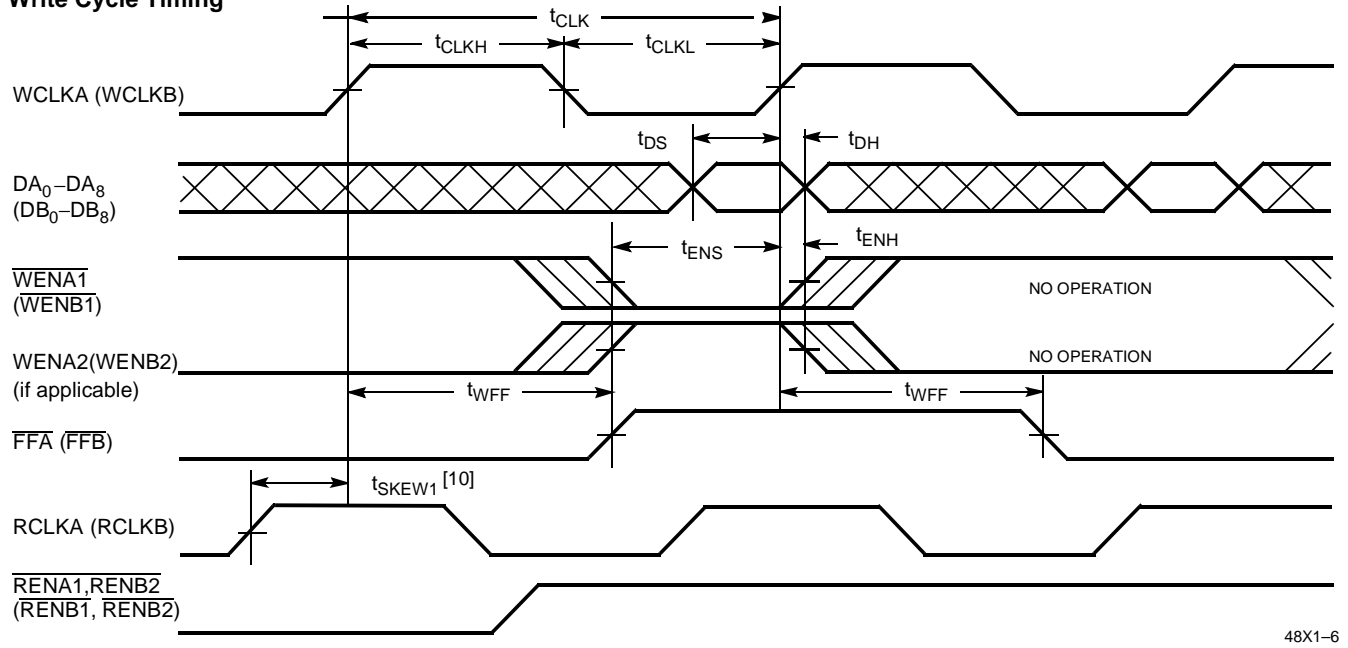 Write Cycle Timing
tCLK
tCLKH
tCLKL
WCLKA (WCLKB)
tDS
tDH
DA0–DA8
(DB0–DB8)
tENS
tENH
WENA1
(WENB1)
NO OPERATION
WENA2(WENB2)
(if applicable)
NO OPERATION
tWFF
tWFF
FFA (FFB)
tSKEW1 [10]
RCLKA (RCLKB)
RENA1,RENB2
(RENB1, RENB2)
48X1–6